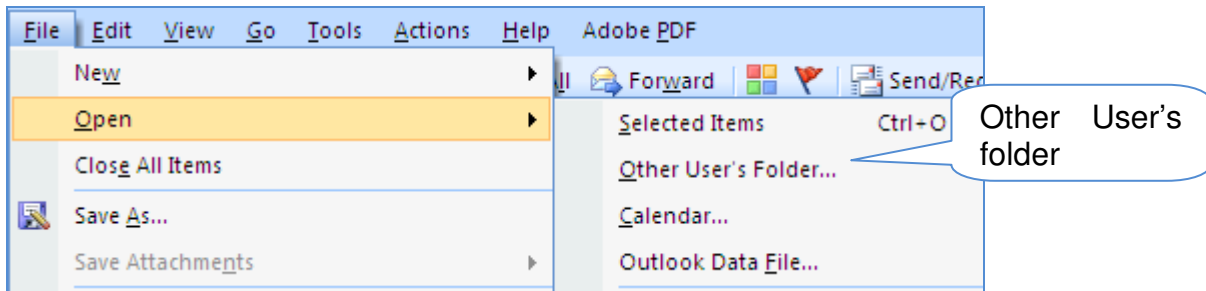 File Edit View Go Tools Actions Help Adobe PDF
New
Forward Send/Rec
Open
Selected Items Ctrl+O
Other User's
folder
Close All Items
Other User's Folder...
Save As...
Calendar...
Save Attachments
Outlook Data File...